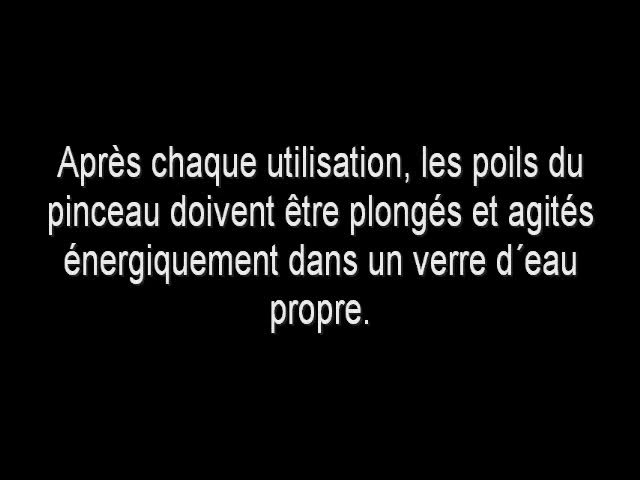 Après chaque utilisation, les poils du
pinceau doivent être plongés et agités
énergiquement dans un verre d´eau
propre.